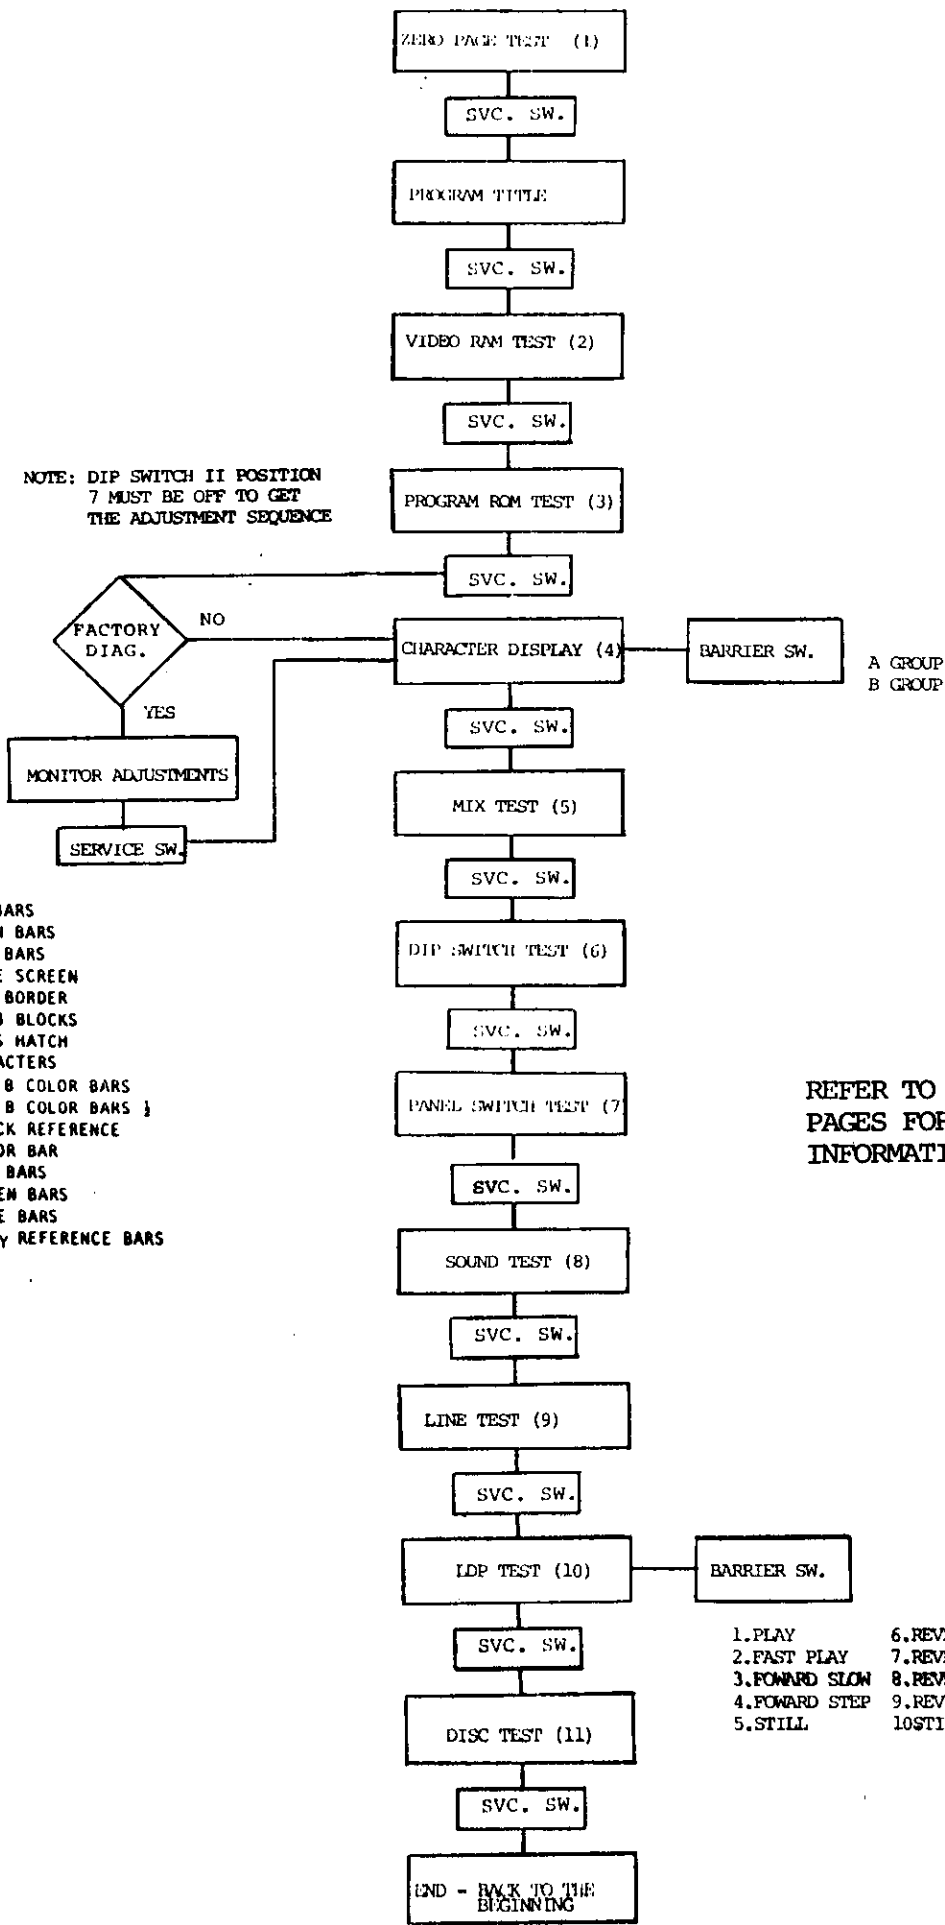 ZERO PAGE TEST (1)
SVC. SW.
PROGRAM TITLE
SVC. SW.
VIDEO RAM TEST (2)
SVC. SW.
NOTE: DIP SWITCH II POSITION
7 MUST BE OFF TO GET
THE ADJUSTMENT SEQUENCE
PROGRAM ROM TEST (3)
SVC. SW.
FACTORY
DIAG.
NO
YES
CHARACTER DISPLAY (4)
BARRIER SW.
A GROUP
B GROUP
MONITOR ADJUSTMENTS
SERVICE SW.
SVC. SW.
MIX TEST (5)
SVC. SW.
BARS
BARS
BARS
SCREEN
BORDER
BLOCKS
HATCH
B COLOR BARS
B COLOR BARS
REFERENCE
BAR
BARS
BARS
BARS
REFERENCE BARS
DIP SWITCH TEST (6)
SVC. SW.
PANEL SWITCH TEST (7
REFER TO
PAGES FOR
SVC. SW.
SOUND TEST (8)
SVC. SW.
LINE TEST (9)
SVC. SW.
LDP TEST (10)
BARRIER SW.
1.PLAY
2.FAST PLAY
3.FOWARD SLOW
4.FOWARD STEP
5.STILL
SVC. SW.
DISC TEST (11)
SVC. SW.
END - BACK TO THE
BEGINNING